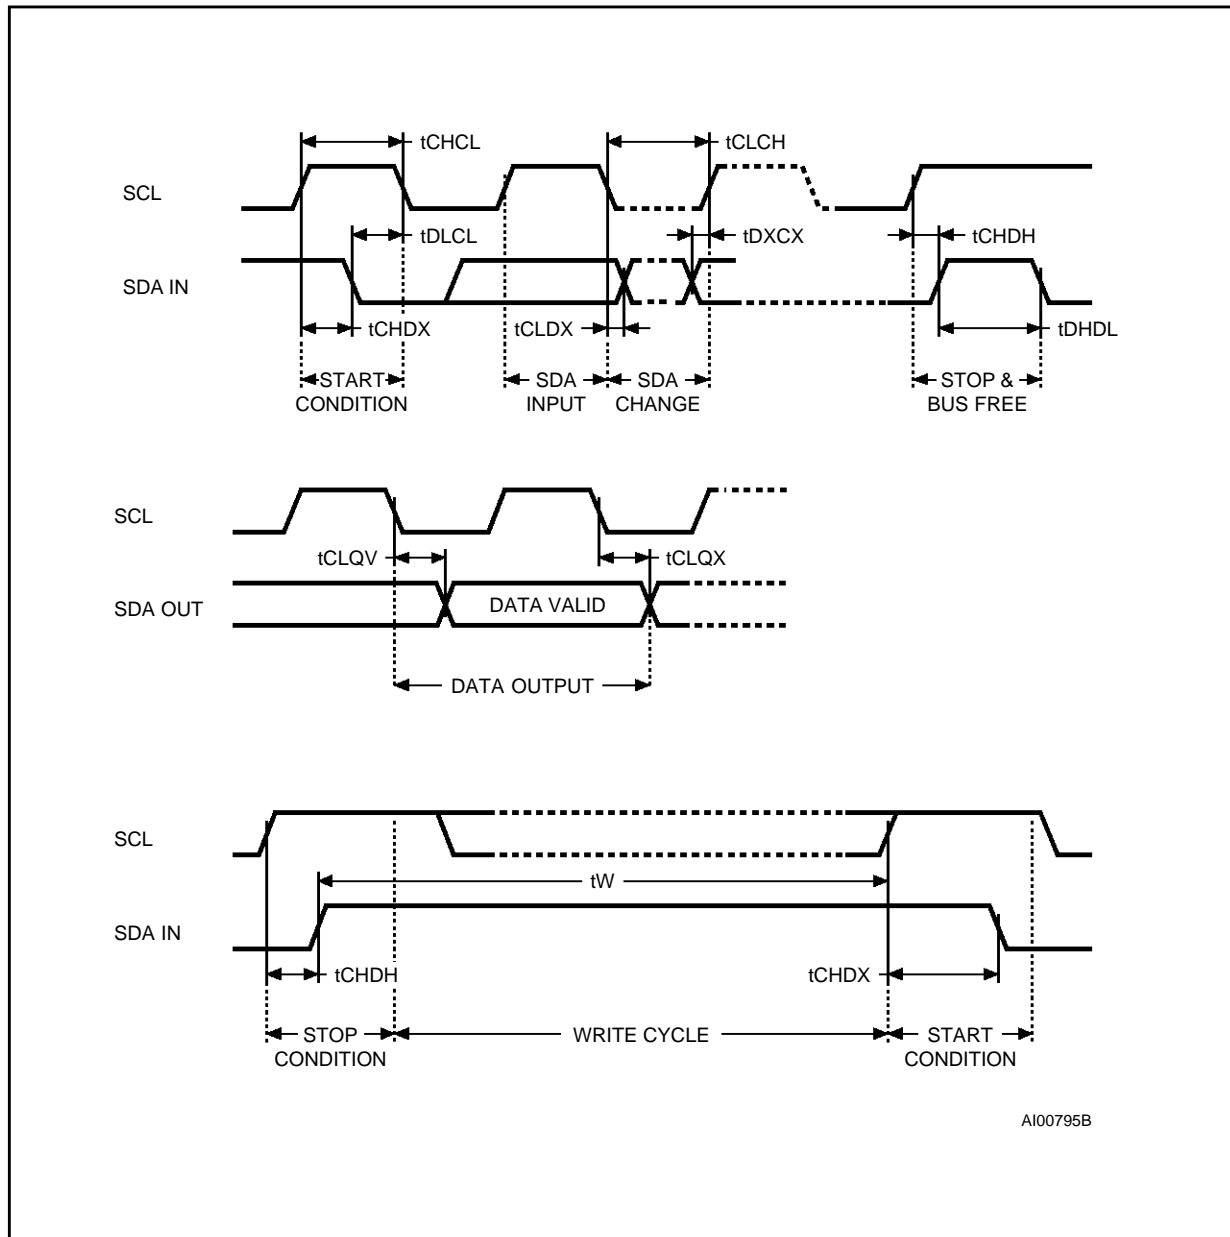 tCHCL
tCLCH
SCL
tDLCL
tDXCX
tCHDH
SDA IN
tCHDX
tCLDX
tDHDL
START
CONDITION
SDA
INPUT
SDA
CHANGE
STOP &
BUS FREE
SCL
tCLQV
tCLQX
SDA OUT
DATA VALID
DATA OUTPUT
SCL
tW
SDA IN
tCHDH
tCHDX
STOP
CONDITION
WRITE CYCLE
START
CONDITION
AI00795B